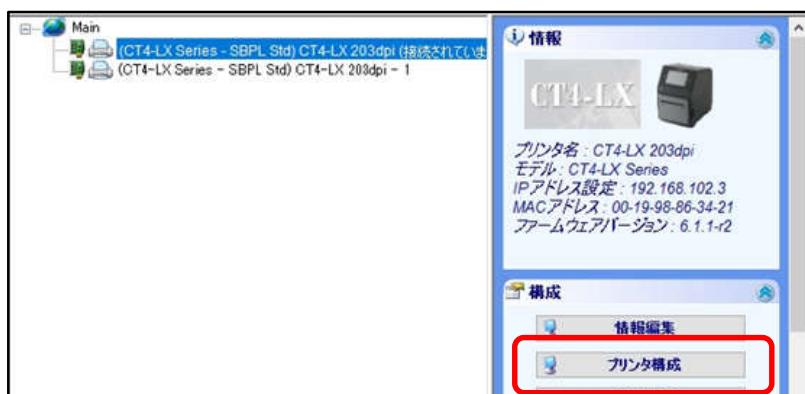 Main
(CT4-LX Series - SBPL Std) CT4-LX 203dpi (接続されていま
(CT4-LX Series - SBPL Std) CT4-LX 203dpi - 1
情報
CT4-LX
プリンタ名 : CT4-LX 203dpi
モデル : CT4-LX Series
IPアドレス設定 : 192.168.102.3
MACアドレス : 00-19-98-86-34-21
ファームウェアバージョン : 6.1.1-r2
構成
情報編集
プリンタ構成